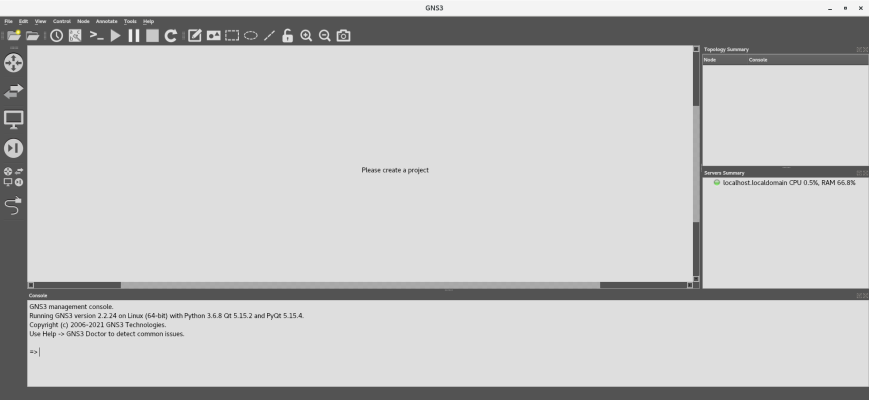 GNS3
File Edit View Control Node Annotate Tools Help
Topology Summary
Node Console
Please create a project
Servers Summary
localhost.localdomain CPU 0.5%, RAM 66.8%
Console
GNS3 management console.
Running GNS3 version 2.2.24 on Linux (64-bit) with Python 3.6.8 Qt 5.15.2 and PyQt 5.15.4.
Copyright (c) 2006-2021 GNS3 Technologies.
Use Help -> GNS3 Doctor to detect common issues.
=>